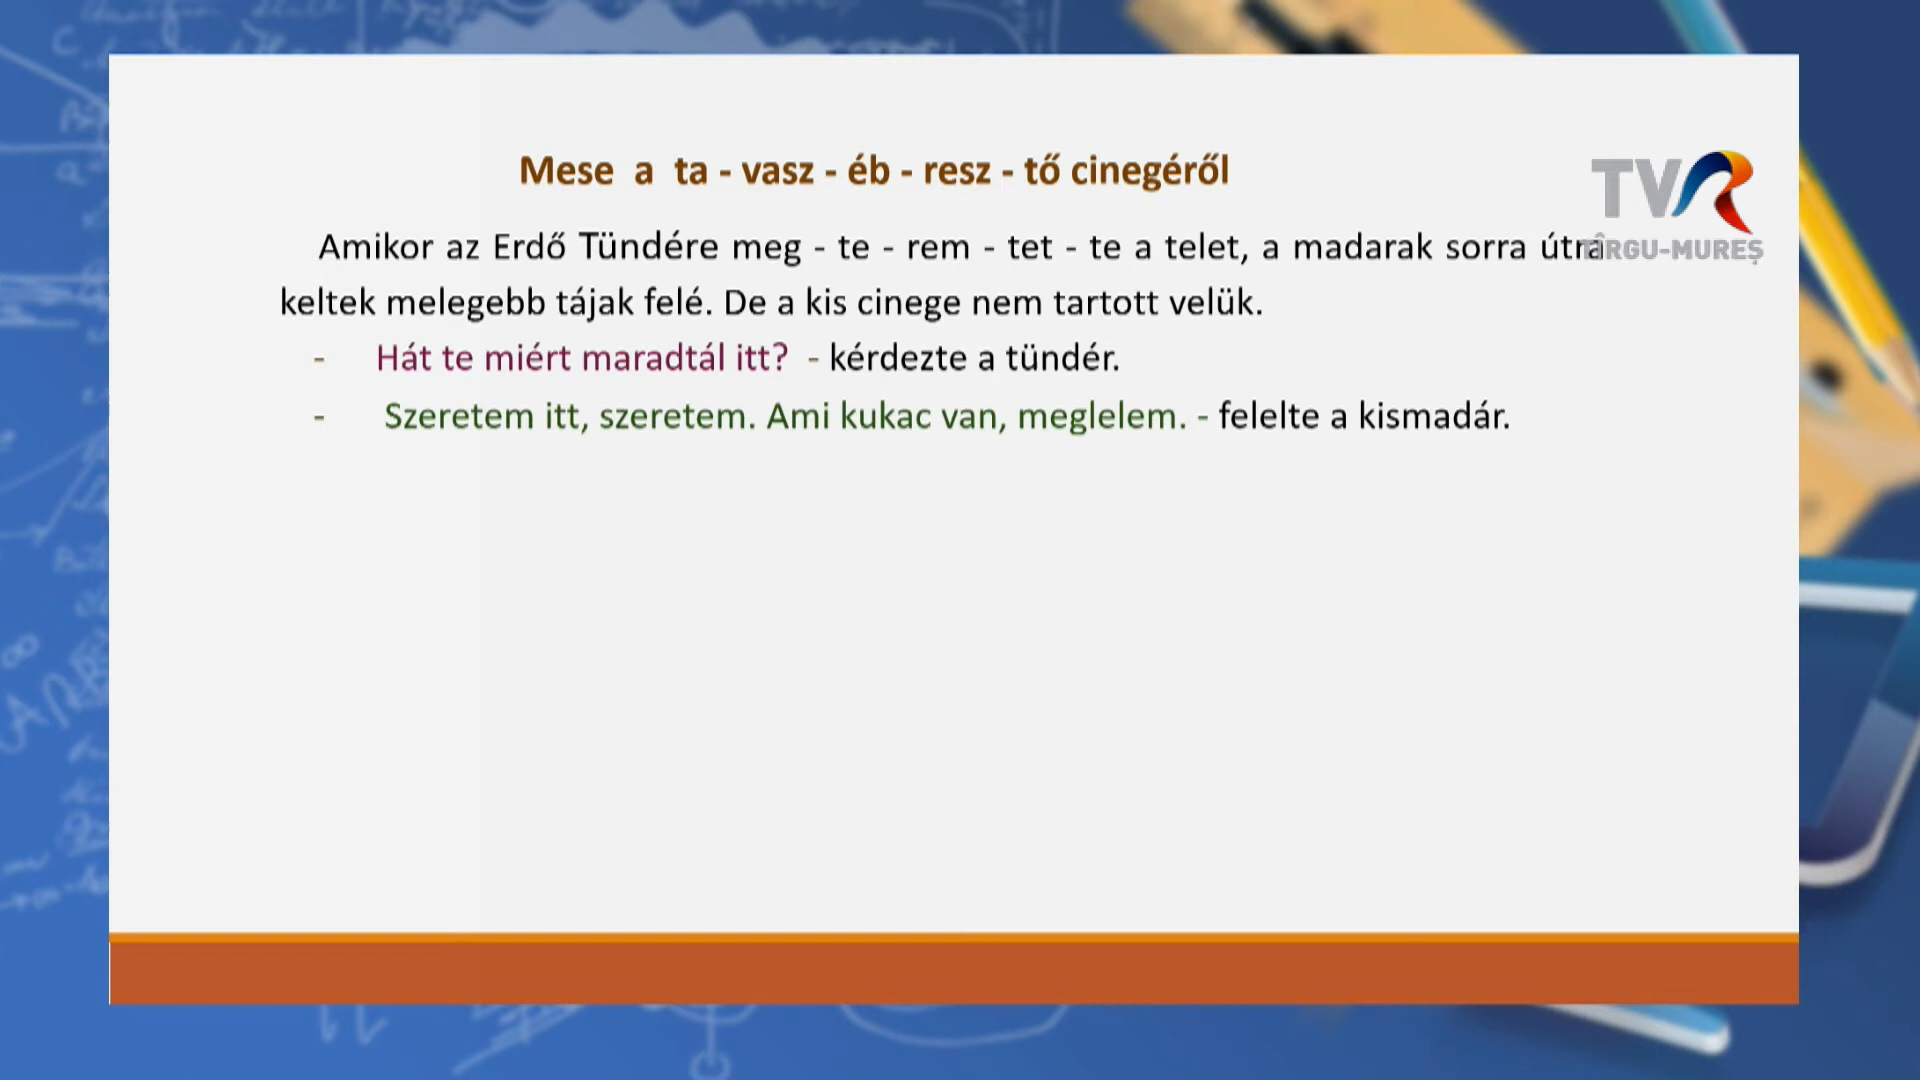 Mese a ta - vasz - éb - resz - tő cinegéről
TVR
TÎRGU-MUREȘ
Amikor az Erdő Tündére meg - te - rem - tet - te a telet, a madarak sorra útra
keltek melegebb tájak felé. De a kis cinege nem tartott velük.
- Hát te miért maradtál itt? - kérdezte a tündér.
- Szeretem itt, szeretem. Ami kukac van, meglelem. - felelte a kismadár.